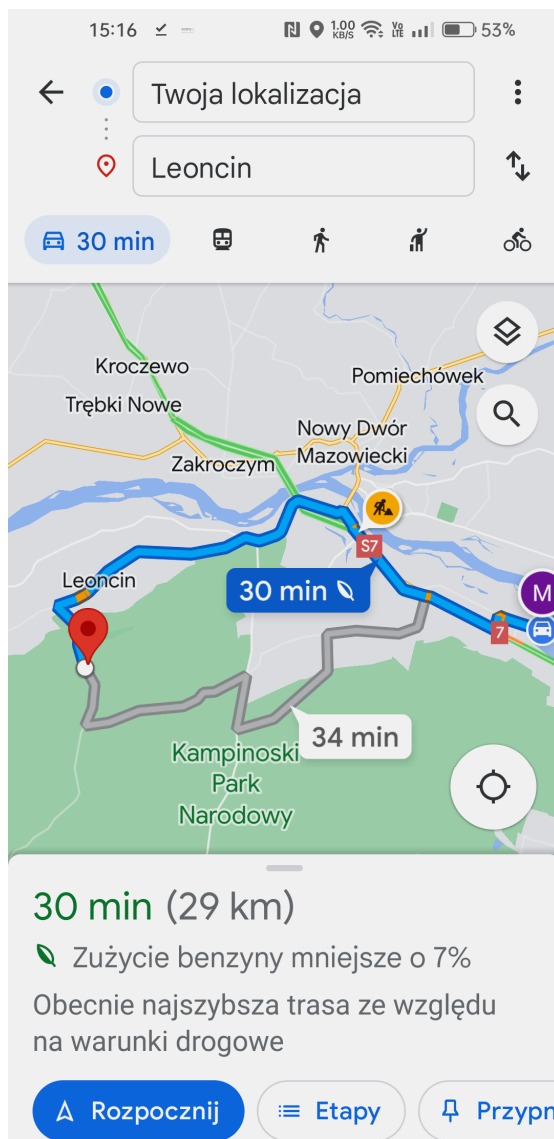 15:16
1.00 KB/S
Vo LTE
53%
Twoja lokalizacja
Leoncin
30 min
Kroczewo
Pomiechówek
Trębki Nowe
Nowy Dwór
Mazowiecki
Zakroczym
S7
Leoncin
30 min
M
7
34 min
Kampinoski
Park
Narodowy
30 min (29 km)
Zużycie benzyny mniejsze o 7%
Obecnie najszybsza trasa ze względu
na warunki drogowe
Rozpocznij
Etapy
Przypn